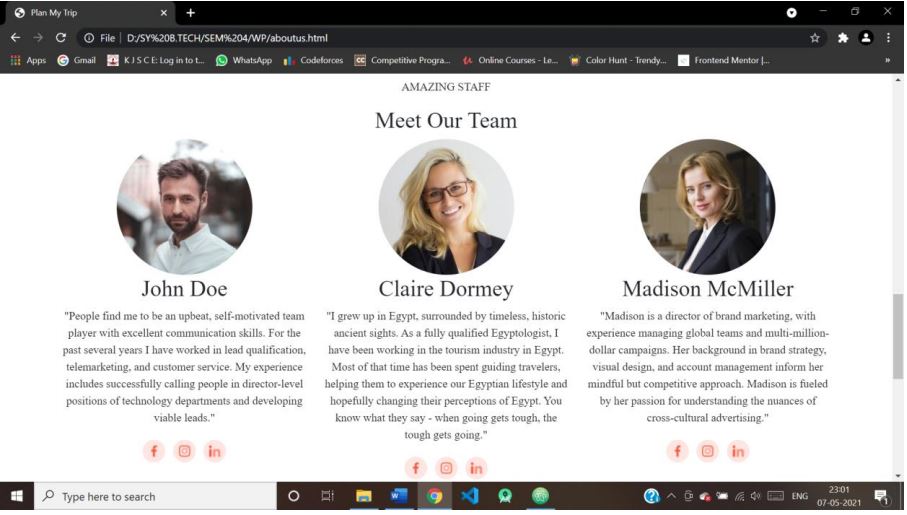 Plan My Trip
File | D:/SY%20B.TECH/SEM%204/WP/aboutus.html
Apps Gmail K J S C E: Log in to t... WhatsApp Codeforces Competitive Progra... Online Courses - Le... Color Hunt - Trendy... Frontend Mentor |... »
AMAZING STAFF
Meet Our Team
John Doe
"People find me to be an upbeat, self-motivated team
player with excellent communication skills. For the
past several years I have worked in lead qualification,
telemarketing, and customer service. My experience
includes successfully calling people in director-level
positions of technology departments and developing
viable leads."
Claire Dormey
"I grew up in Egypt, surrounded by timeless, historic
ancient sights. As a fully qualified Egyptologist, I
have been working in the tourism industry in Egypt.
Most of that time has been spent guiding travelers,
helping them to experience our Egyptian lifestyle and
hopefully changing their perceptions of Egypt. You
know what they say - when going gets tough, the
tough gets going."
Madison McMiller
"Madison is a director of brand marketing, with
experience managing global teams and multi-million-
dollar campaigns. Her background in brand strategy,
visual design, and account management inform her
mindful but competitive approach. Madison is fueled
by her passion for understanding the nuances of
cross-cultural advertising."
Type here to search
ENG
23:01
07-05-2021
1